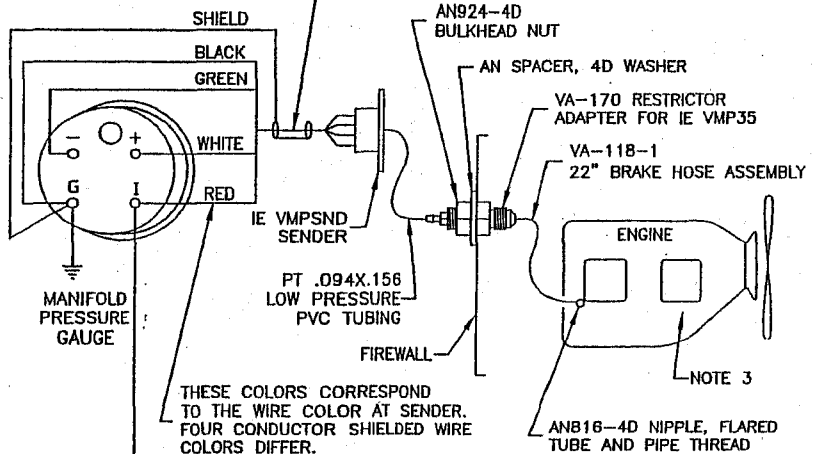 SHIELD
BLACK
GREEN
WHITE
RED
- +
G I
MANIFOLD
PRESSURE
GAUGE
IE VMPSND
SENDER
PT .094X.156
LOW PRESSURE
PVC TUBING
FIREWALL
THESE COLORS CORRESPOND
TO THE WIRE COLOR AT SENDER.
FOUR CONDUCTOR SHIELDED WIRE
COLORS DIFFER.
AN924-4D
BULKHEAD NUT
AN SPACER, 4D WASHER
VA-170 RESTRICTOR
ADAPTER FOR IE VMP35
VA-118-1
22" BRAKE HOSE ASSEMBLY
ENGINE
NOTE 3
AN816-4D NIPPLE, FLARED
TUBE AND PIPE THREAD